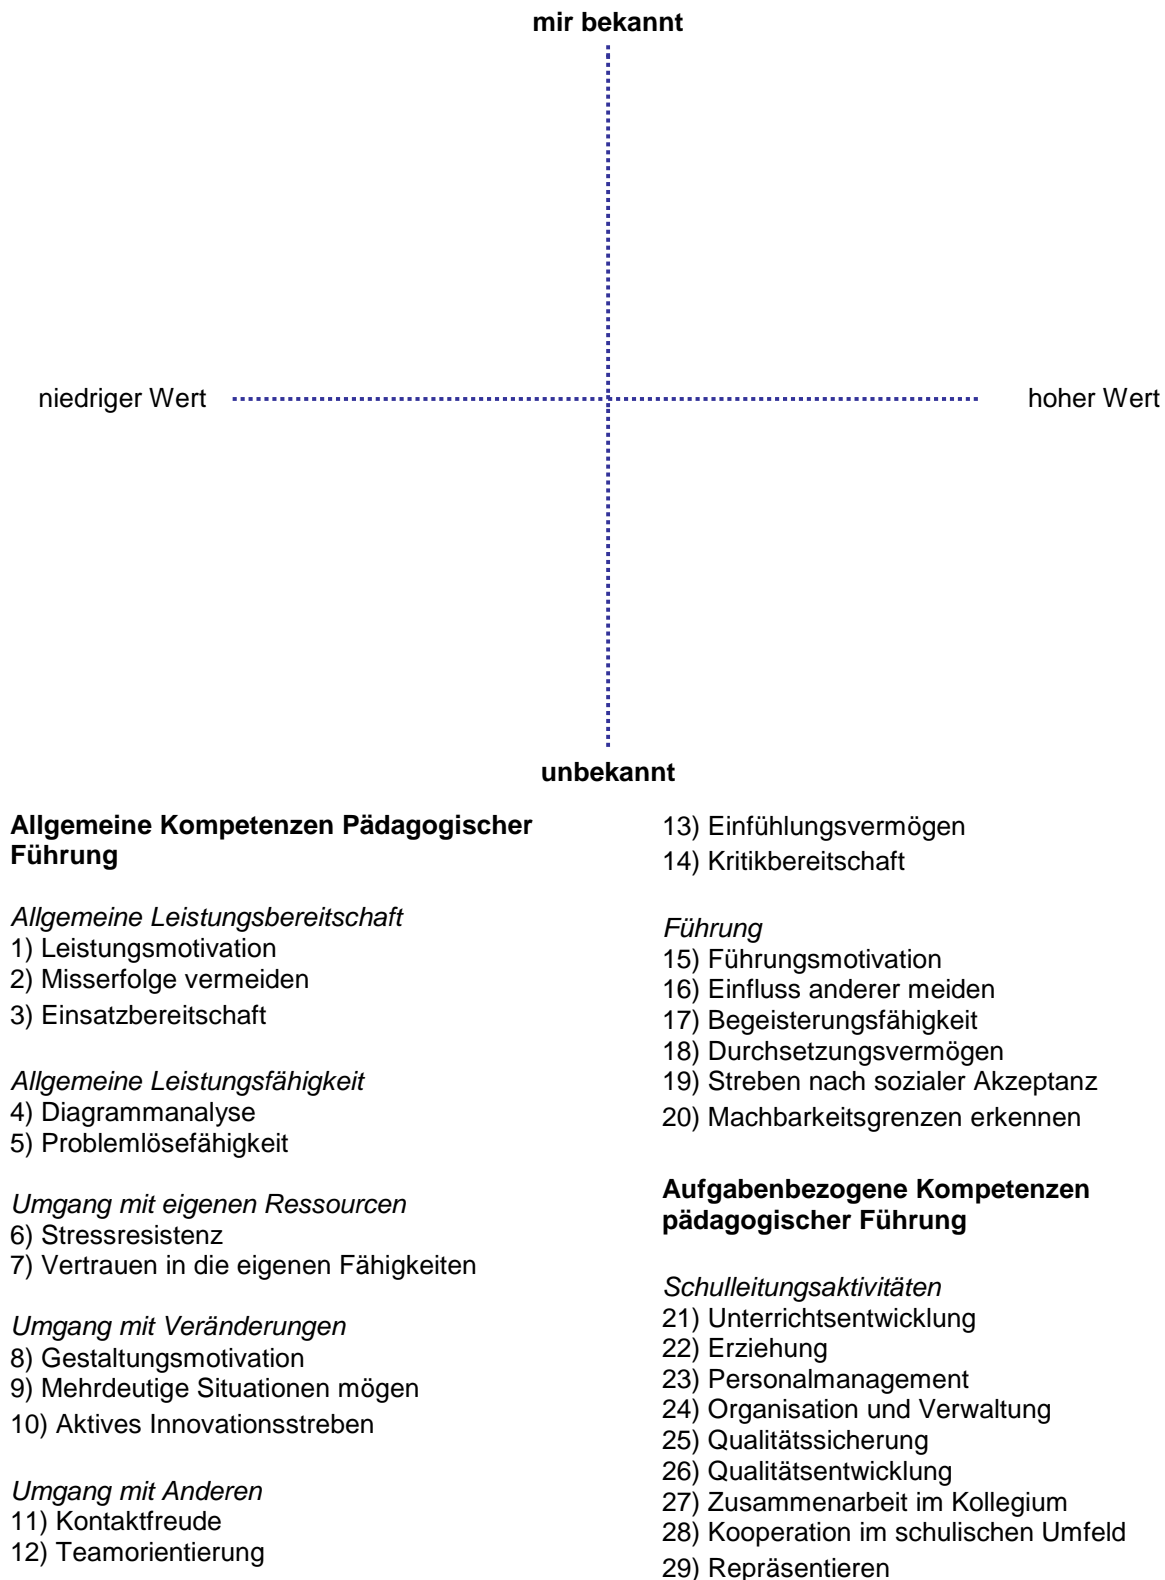 mir bekannt
niedriger Wert
hoher Wert
unbekannt
Allgemeine Kompetenzen Pädagogischer
Führung
Allgemeine Leistungsbereitschaft
1) Leistungsmotivation
2) Misserfolge vermeiden
3) Einsatzbereitschaft
Allgemeine Leistungsfähigkeit
4) Diagrammanalyse
5) Problemlösefähigkeit
Umgang mit eigenen Ressourcen
6) Stressresistenz
7) Vertrauen in die eigenen Fähigkeiten
Umgang mit Veränderungen
8) Gestaltungsmotivation
9) Mehrdeutige Situationen mögen
10) Aktives Innovationsstreben
Umgang mit Anderen
11) Kontaktfreude
12) Teamorientierung
13) Einfühlungsvermögen
14) Kritikbereitschaft
Führung
15) Führungsmotivation
16) Einfluss anderer meiden
17) Begeisterungsfähigkeit
18) Durchsetzungsvermögen
19) Streben nach sozialer Akzeptanz
20) Machbarkeitsgrenzen erkennen
Aufgabenbezogene Kompetenzen
pädagogischer Führung
Schulleitungsaktivitäten
21) Unterrichtsentwicklung
22) Erziehung
23) Personalmanagement
24) Organisation und Verwaltung
25) Qualitätssicherung
26) Qualitätsentwicklung
27) Zusammenarbeit im Kollegium
28) Kooperation im schulischen Umfeld
29) Repräsentieren